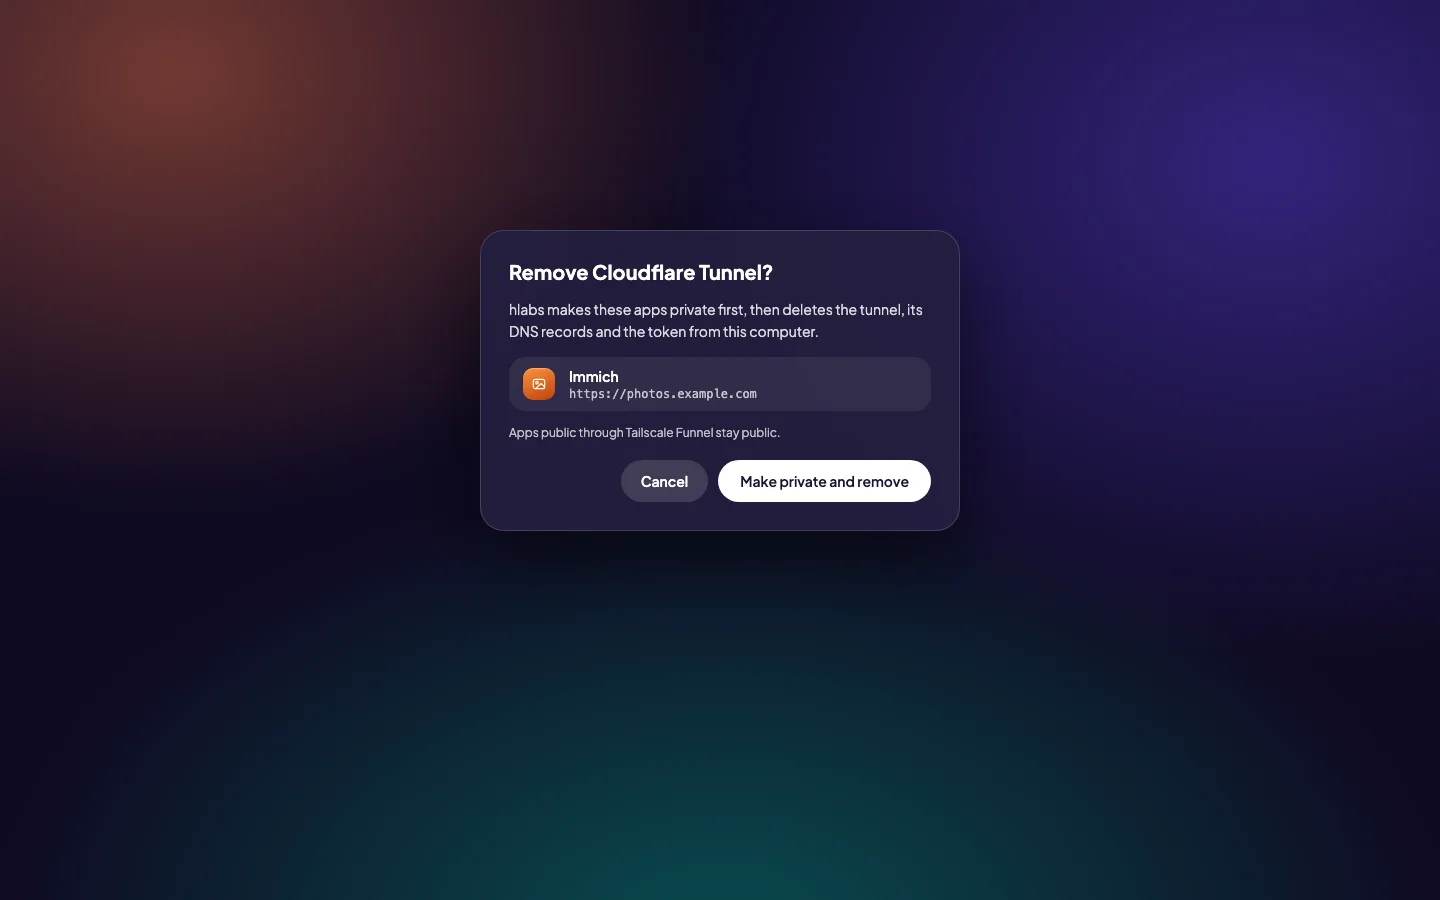 Remove Cloudflare Tunnel?
hlabs makes these apps private first, then deletes the tunnel, its
DNS records and the token from this computer.
Immich
https://photos.example.com
Apps public through Tailscale Funnel stay public.
Cancel
Make private and remove